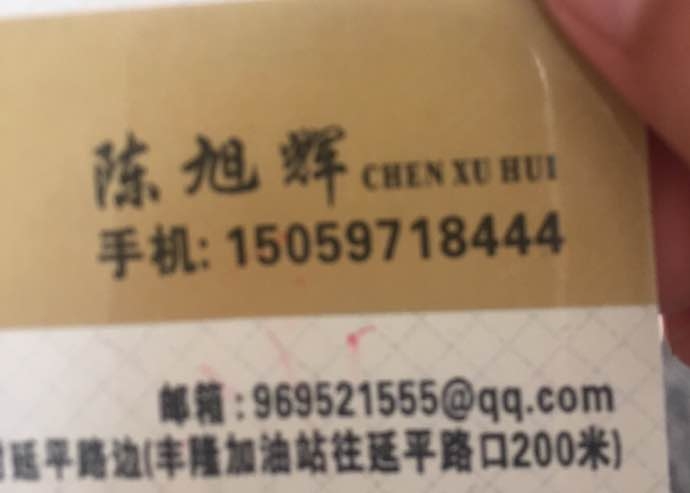 陈旭辉 CHEN XU HUI
手机: 15059718444
邮箱:969521555@qq.com
延平路边(丰隆加油站往延平路口200米)